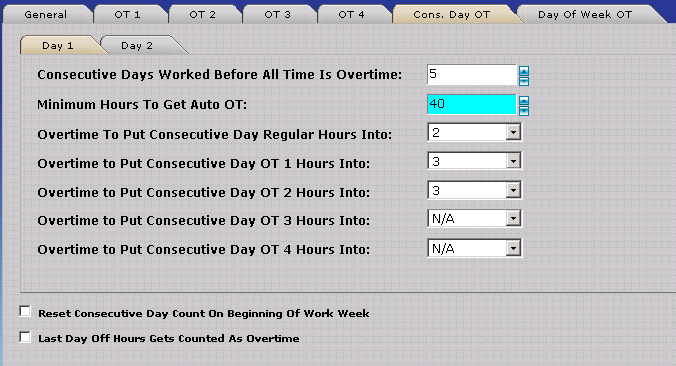 General OT 1 OT 2 OT 3 OT 4 Cons. Day OT Day Of Week OT
Day 1 Day 2
Consecutive Days Worked Before All Time Is Overtime: 5
Minimum Hours To Get Auto OT: 40
Overtime To Put Consecutive Day Regular Hours Into: 2
Overtime to Put Consecutive Day OT 1 Hours Into: 3
Overtime to Put Consecutive Day OT 2 Hours Into: 3
Overtime to Put Consecutive Day OT 3 Hours Into: N/A
Overtime to Put Consecutive Day OT 4 Hours Into: N/A
Reset Consecutive Day Count On Beginning Of Work Week
Last Day Off Hours Gets Counted As Overtime